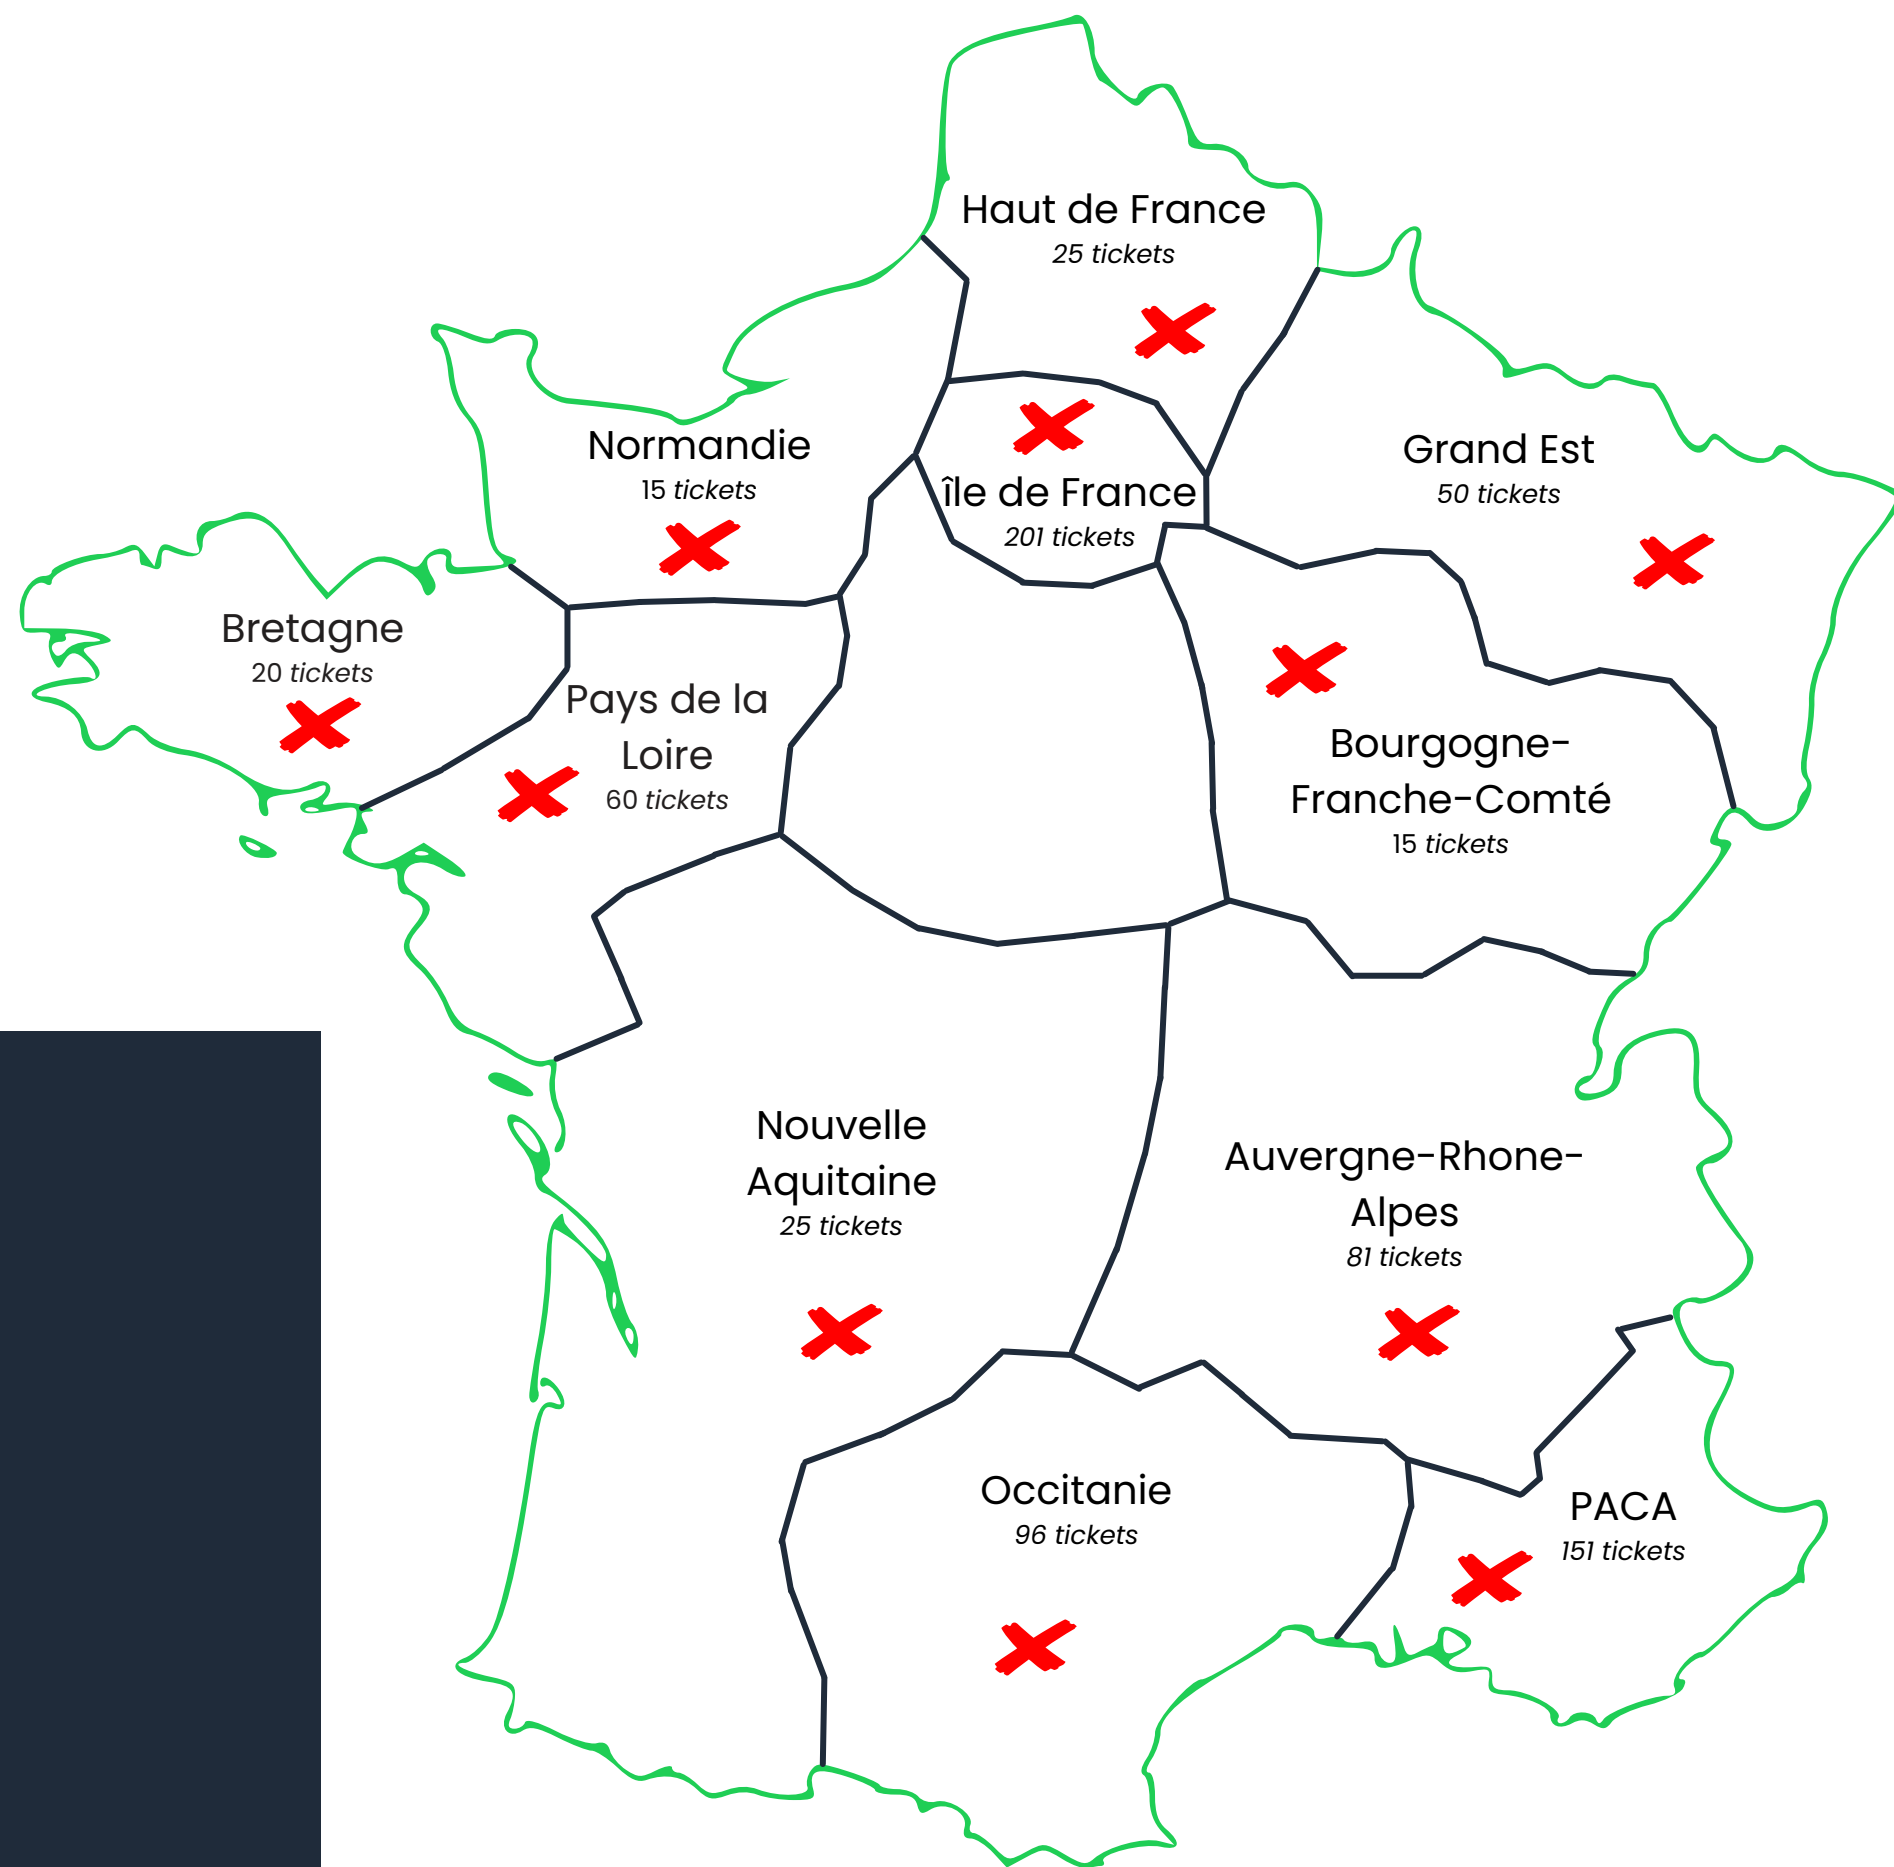 Haut de France
25 tickets
Normandie
15 tickets
île de France
201 tickets
Grand Est
50 tickets
Bretagne
20 tickets
Pays de la
Loire
60 tickets
Bourgogne-
Franche-Comté
15 tickets
Nouvelle
Aquitaine
25 tickets
Auvergne-Rhone-
Alpes
81 tickets
Occitanie
96 tickets
PACA
151 tickets